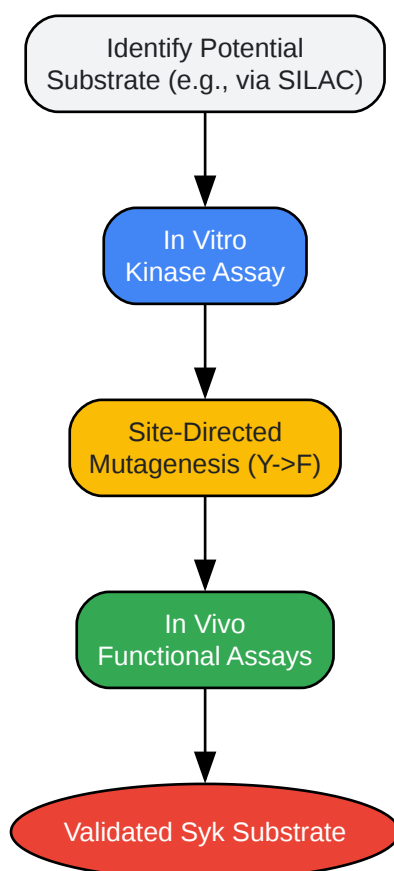 Identify Potential
Substrate (e.g., via SILAC)
In Vitro
Kinase Assay
Site-Directed
Mutagenesis (Y->F)
In Vivo
Functional Assays
Validated Syk Substrate